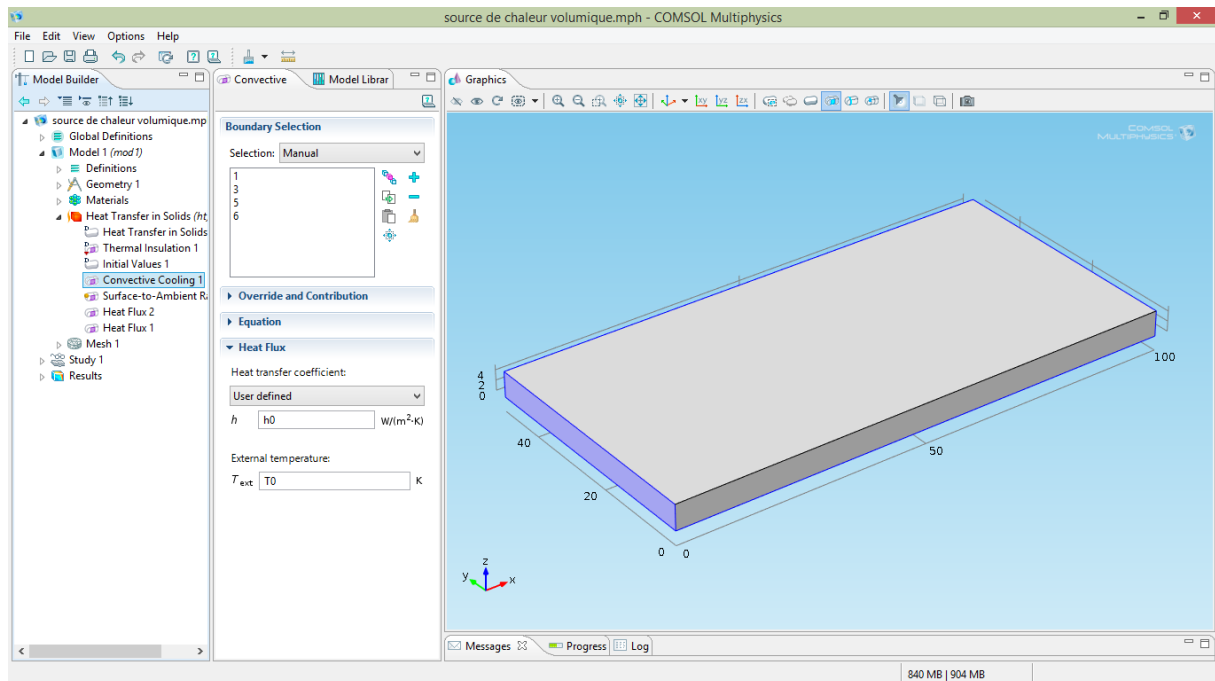 source de chaleur volumique.mph - COMSOL Multiphysics
File Edit View Options Help
Model Builder
source de chaleur volumique.mp
Global Definitions
Model 1 (mod1)
Definitions
Geometry 1
Materials
Heat Transfer in Solids (ht,
Heat Transfer in Solids
Thermal Insulation 1
Initial Values 1
Convective Cooling 1
Surface-to-Ambient Ra
Heat Flux 2
Heat Flux 1
Mesh 1
Study 1
Results
Convective Model Librar
Boundary Selection
Selection: Manual
1
3
5
6
Override and Contribution
Equation
Heat Flux
Heat transfer coefficient:
User defined
h h0 W/(m²·K)
External temperature:
T ext T0 K
Graphics
xy yz zx
COMSOL
MULTIPHYSICS
4
2
0
40
20
0
0
50
100
z
y
x
Messages Progress Log
840 MB | 904 MB